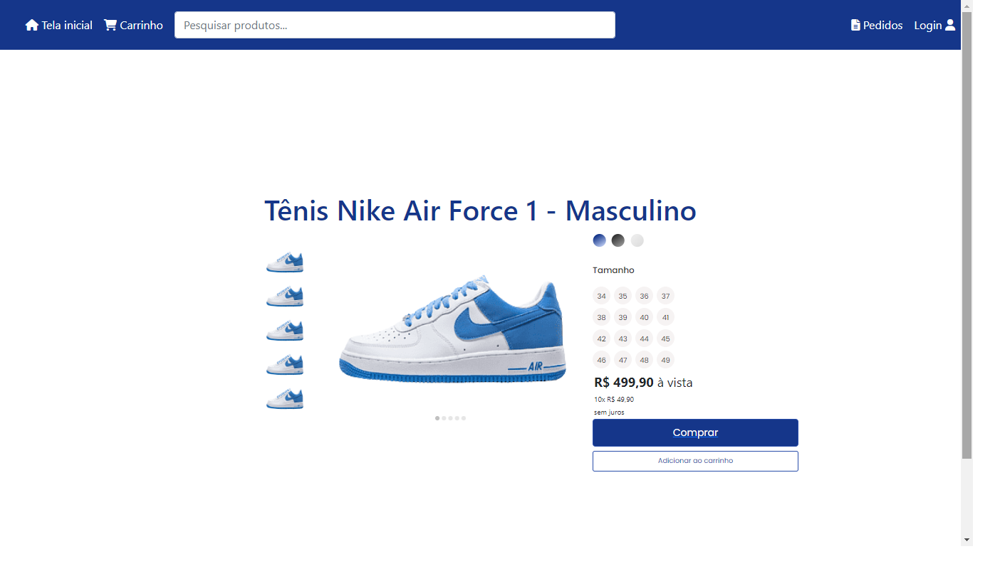 Tela inicial Carrinho Pesquisar produtos... Pedidos Login
Tênis Nike Air Force 1 - Masculino
Tamanho
34 35 36 37
38 39 40 41
42 43 44 45
46 47 48 49
AIR
R$ 499,90 à vista
10x R$ 49,90
sem juros
Comprar
Adicionar ao carrinho